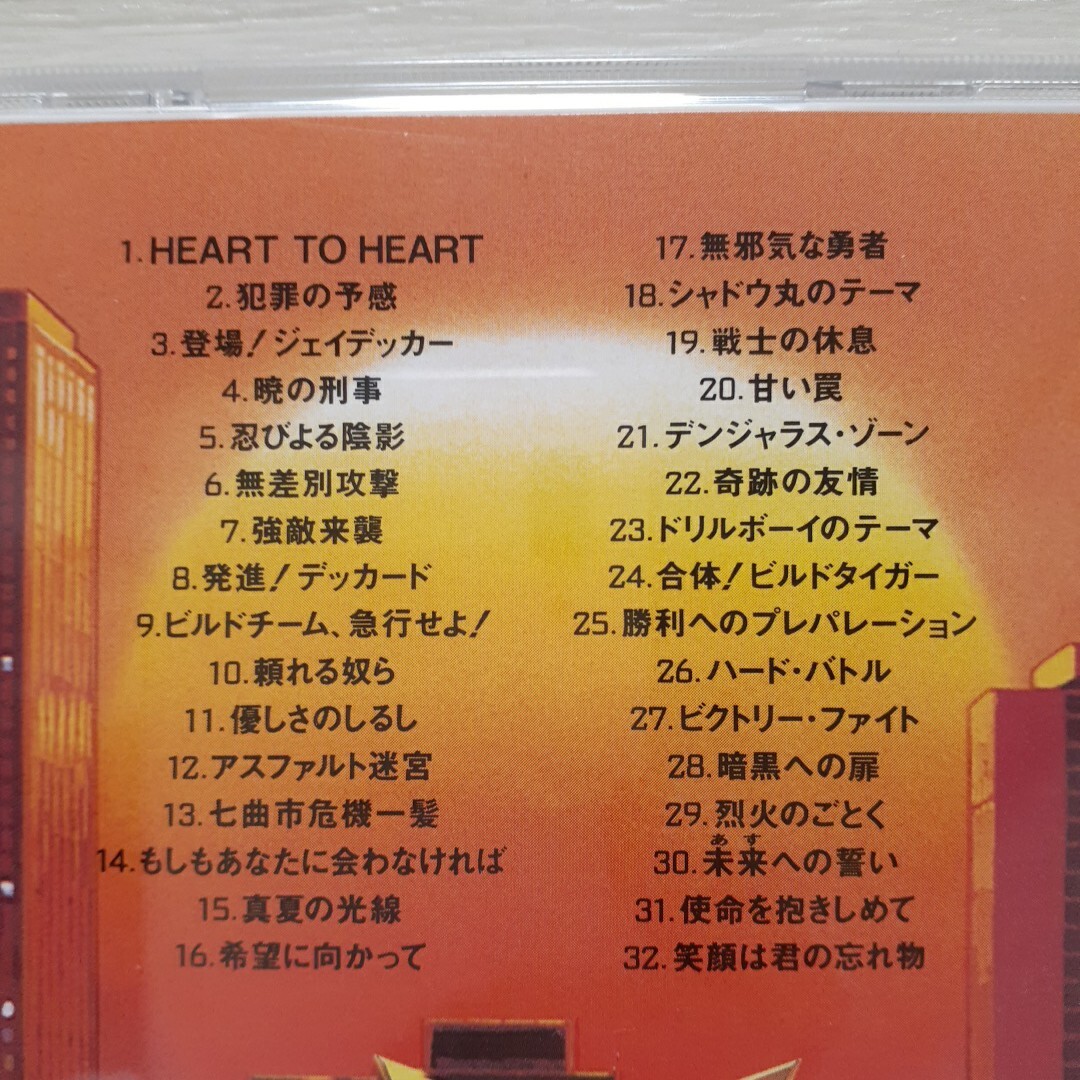 1.HEART TO HEART
2.犯罪の予感
3.登場!ジェイデッカー
4.暁の刑事
5.忍びよる陰影
6.無差別攻撃
7.強敵来襲
8.発進!デッカード
9.ビルドチーム、急行せよ!
10.頼れる奴ら
11.優しさのしるし
12.アスファルト迷宮
13.七曲市危機一髪
14.もしもあなたに会わなければ
15.真夏の光線
16.希望に向かって
17.無邪気な勇者
18.シャドウ丸のテーマ
19.戦士の休息
20.甘い罠
21.デンジャラス・ゾーン
22.奇跡の友情
23.ドリルボーイのテーマ
24.合体!ビルドタイガー
25.勝利へのプレパレーション
26.ハード・バトル
27.ビクトリー・ファイト
28.暗黒への扉
29.烈火のごとく
あす
30.未来への誓い
31.使命を抱きしめて
32.笑顔は君の忘れ物